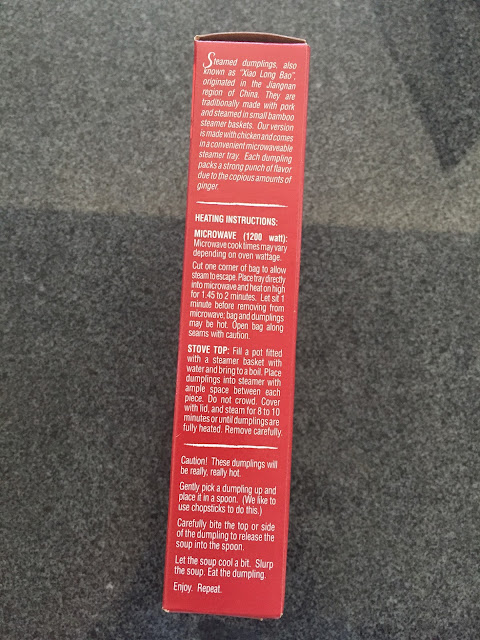 Steamed dumplings, also
known as "Xiao Long Bao",
originated in the Jiangnan
region of China. They are
traditionally made with pork
and steamed in small bamboo
steamer baskets. Our version
is made with chicken and comes
in a convenient microwaveable
steamer tray. Each dumpling
packs a strong punch of flavor
due to the copious amounts of
ginger.
HEATING INSTRUCTIONS:
MICROWAVE (1200 watt):
Microwave cook times may vary
depending on oven wattage.
Cut one corner of bag to allow
steam to escape. Place tray directly
into microwave and heat on high
for 1.45 to 2 minutes. Let sit 1
minute before removing from
microwave; bag and dumplings
may be hot. Open bag along
seams with caution.
STOVE TOP: Fill a pot fitted
with a steamer basket with
water and bring to a boil. Place
dumplings into steamer with
ample space between each
piece. Do not crowd. Cover
with lid, and steam for 8 to 10
minutes or until dumplings are
fully heated. Remove carefully.
Caution! These dumplings will
be really, really hot.
Gently pick a dumpling up and
place it in a spoon. (We like to
use chopsticks to do this.)
Carefully bite the top or side
of the dumpling to release the
soup into the spoon.
Let the soup cool a bit. Slurp
the soup. Eat the dumpling.
Enjoy. Repeat.